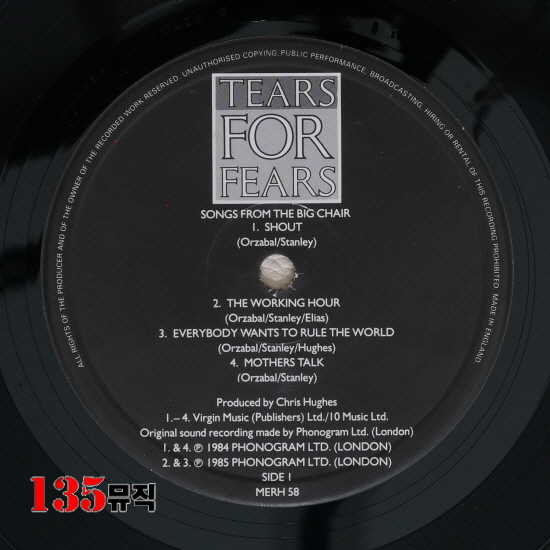 ALL RIGHTS OF THE PRODUCER AND OF THE OWNER OF THE RECORDED WORK RESERVED. UNAUTHORISED COPYING, PUBLIC PERFORMANCE, BROADCASTING, HIRING OR RENTAL OF THIS RECORDING PROHIBITED. MADE IN ENGLAND
TEARS
FOR
FEARS
SONGS FROM THE BIG CHAIR
1. SHOUT
(Orzabal/Stanley)
2. THE WORKING HOUR
(Orzabal/Stanley/Elias)
3. EVERYBODY WANTS TO RULE THE WORLD
(Orzabal/Stanley/Hughes)
4. MOTHERS TALK
(Orzabal/Stanley)
Produced by Chris Hughes
1.– 4. Virgin Music (Publishers) Ltd./10 Music Ltd.
Original sound recording made by Phonogram Ltd. (London)
1. & 4. ℗ 1984 PHONOGRAM LTD. (LONDON)
2. & 3. ℗ 1985 PHONOGRAM LTD. (LONDON)
SIDE 1
MERH 58
135뮤직